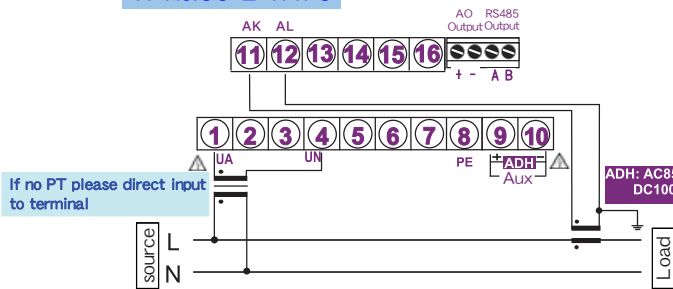 AK AL
AO RS485
Output Output
11 12 13 14 15 16
+ - A B
1 2 3 4 5 6 7 8 9 10
UA UN PE + ADH -
Aux
If no PT please direct input
to terminal
ADH: AC85
DC100
source
L
N
Load